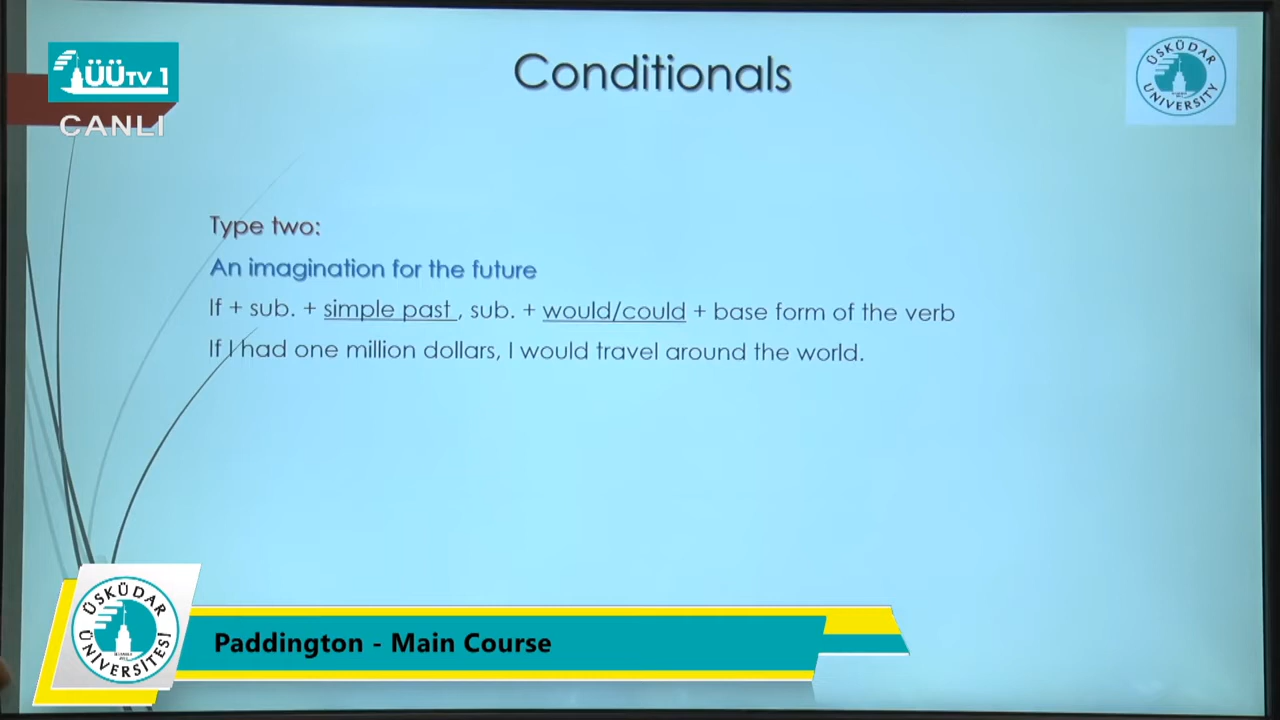 ÜÜTV 1
CANLI
Conditionals
ÜSKÜDAR
UNIVERSITY
Type two:
An imagination for the future
If + sub. + simple past , sub. + would/could + base form of the verb
If I had one million dollars, I would travel around the world.
ÜSKÜDAR
ÜNİVERSİTESİ
Paddington - Main Course